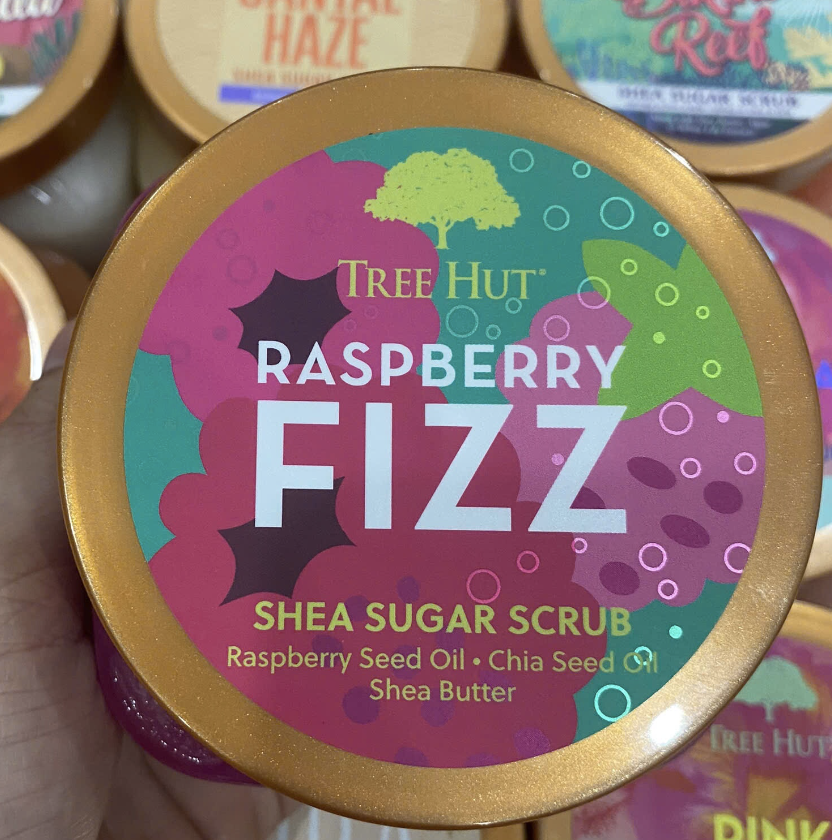 HAZE
Reef
SHEA SUGAR SCRUB
TREE HUT
RASPBERRY
FIZZ
SHEA SUGAR SCRUB
Raspberry Seed Oil • Chia Seed Oil
Shea Butter
TREE HUT
PINK